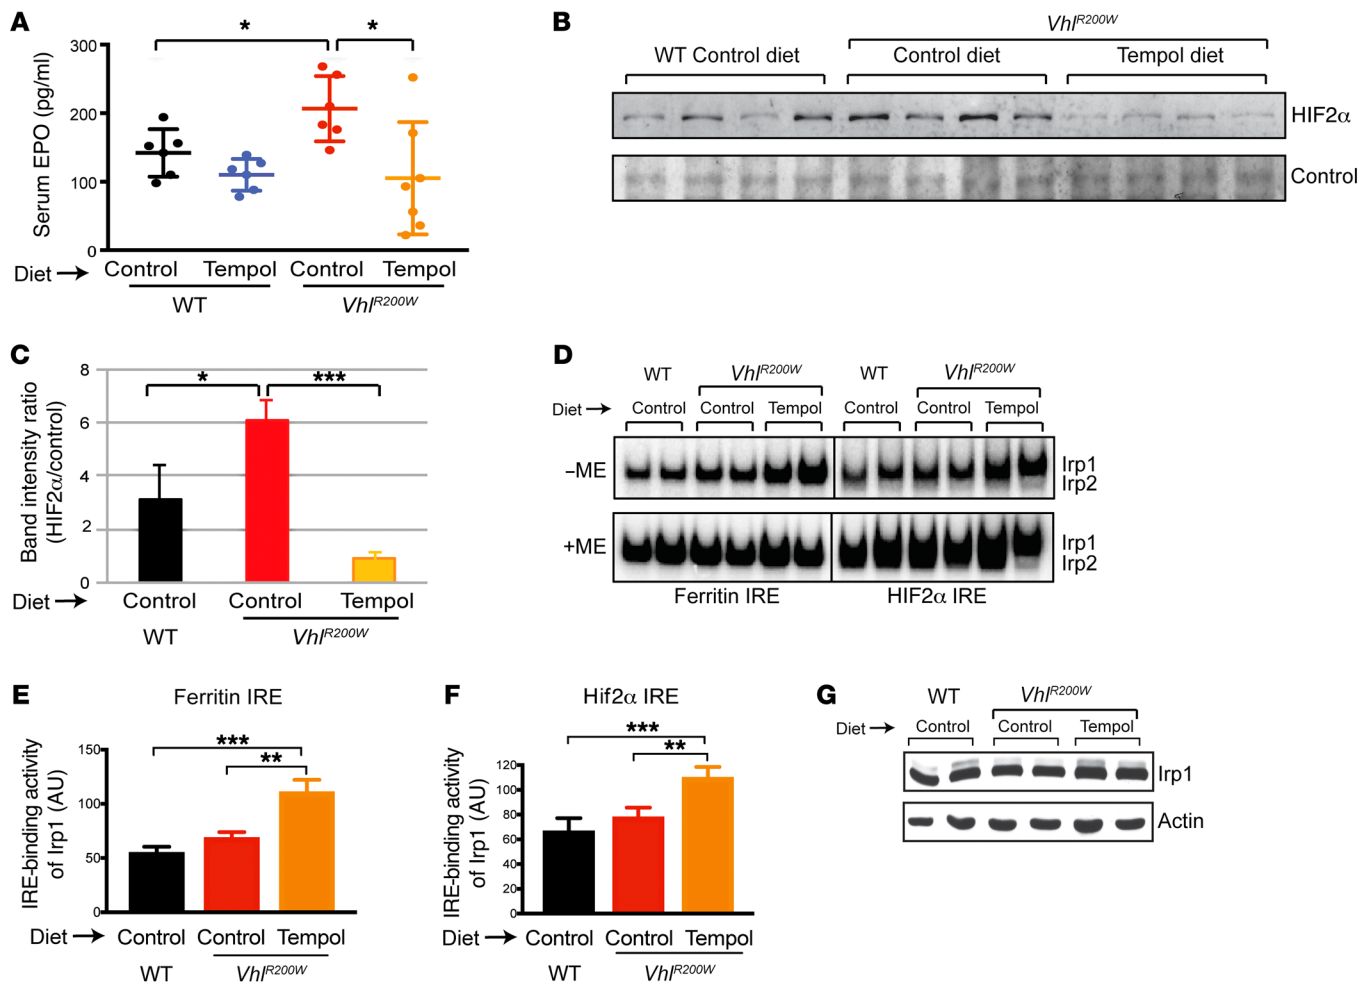 A
* *
300
200
100
0
Serum EPO (pg/ml)
Diet → Control Tempol Control Tempol
WT VhlR200W
B
VhlR200W
WT Control diet Control diet Tempol diet
HIF2α
Control
C
8
6
4
2
0
* ***
Band intensity ratio
(HIF2α/control)
Diet → Control Control Tempol
WT VhlR200W
D
WT VhlR200W WT VhlR200W
Diet → Control Control Tempol Control Control Tempol
–ME Irp1
Irp2
+ME Irp1
Irp2
Ferritin IRE HIF2α IRE
E
Ferritin IRE
***
**
150
100
50
0
IRE-binding activity
of Irp1 (AU)
Diet → Control Control Tempol
WT VhlR200W
F
Hif2α IRE
***
**
120
100
80
60
40
20
0
IRE-binding activity
of Irp1 (AU)
Diet → Control Control Tempol
WT VhlR200W
G
WT VhlR200W
Diet → Control Control Tempol
Irp1
Actin